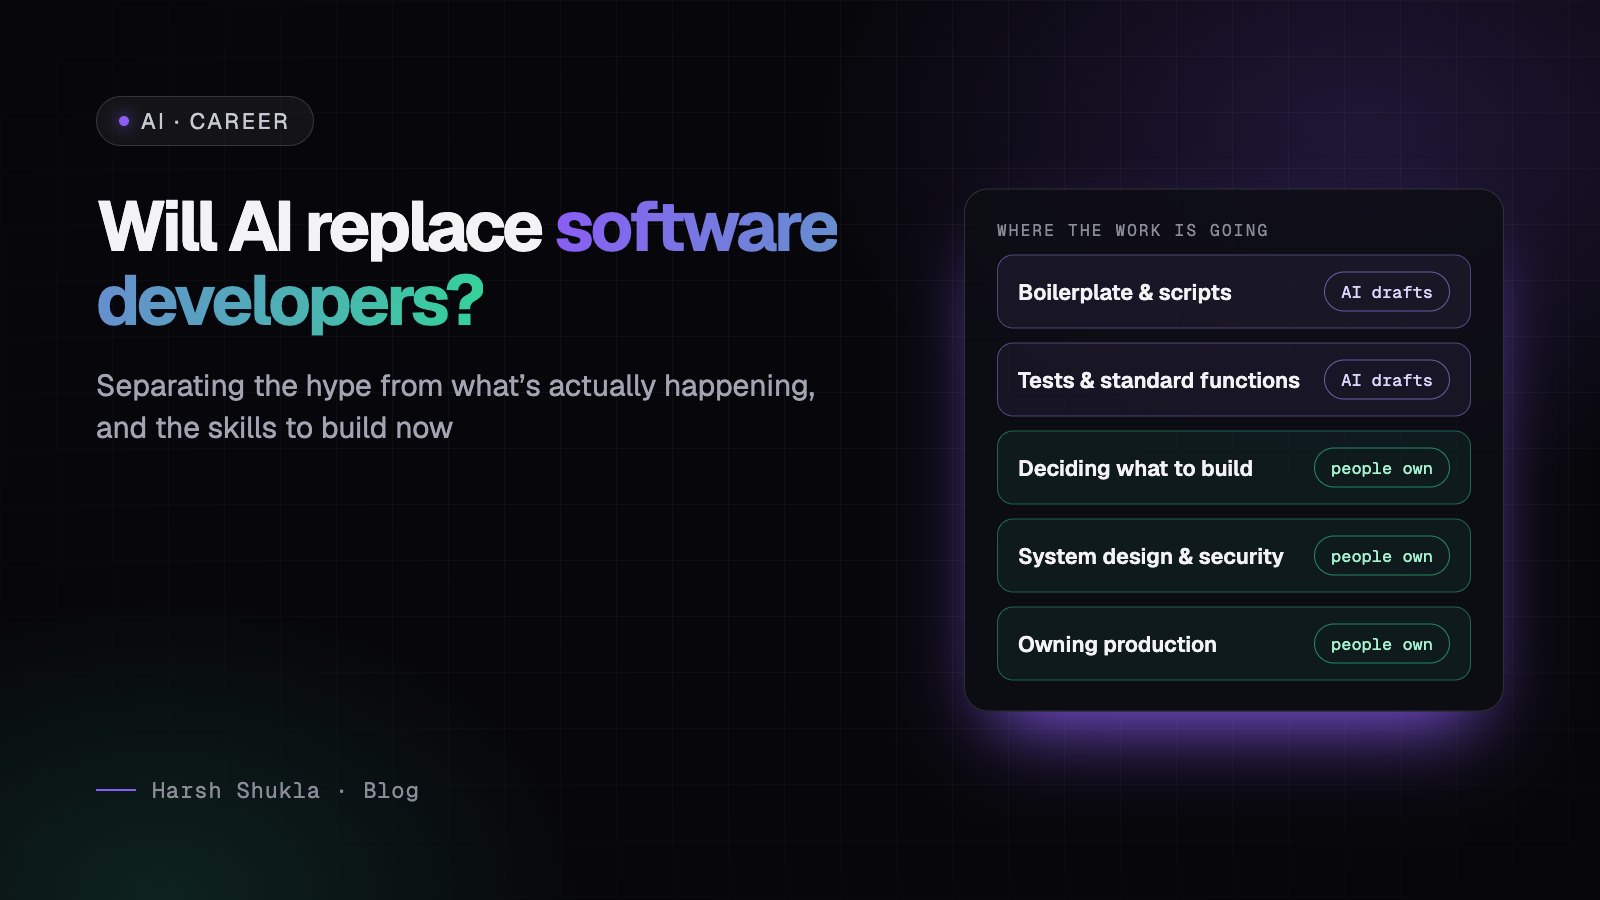 AI · CAREER
Will AI replace software
developers?
Separating the hype from what’s actually happening,
and the skills to build now
WHERE THE WORK IS GOING
Boilerplate & scripts AI drafts
Tests & standard functions AI drafts
Deciding what to build people own
System design & security people own
Owning production people own
Harsh Shukla · Blog